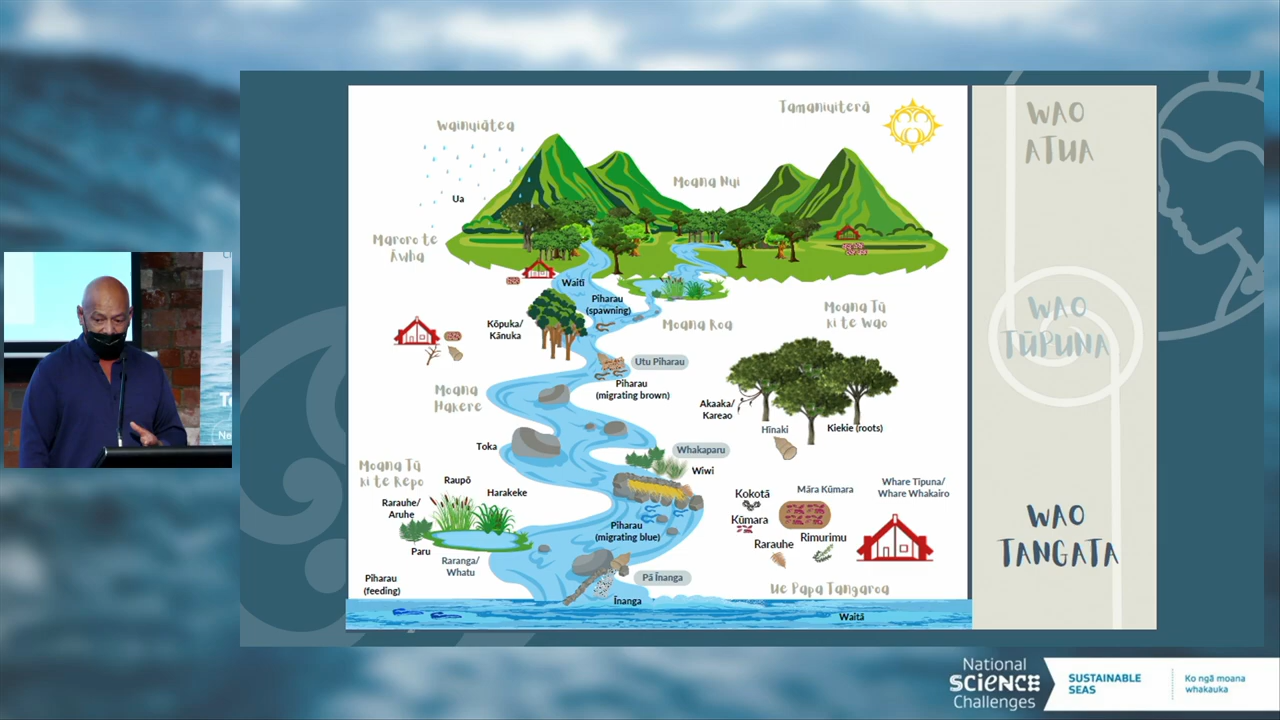 Wainuiātea
Tamanuiterā
WAO
ATUA
Moana Nui
Ua
Maroro te
Āwha
Waitī
Piharau
(spawning)
Kōpuka/
Kānuka
Moana Roa
Moana Tū
ki te Wao
WAO
TŪPUNA
Utu Piharau
Piharau
(migrating brown)
Moana
Hakere
Akaaka/
Kareao
Hīnaki
Kiekie (roots)
Toka
Whakaparu
Wiwi
Moana Tū
ki te Repo
Raupō
Harakeke
Rarauhe/
Aruhe
Paru
Raranga/
Whatu
Piharau
(feeding)
Piharau
(migrating blue)
Pā Īnanga
Īnanga
Kokotā
Kūmara
Māra Kūmara
Rarauhe
Rimurimu
Whare Tipuna/
Whare Whakairo
Ue Papa Tangaroa
Waitā
WAO
TANGATA
National
SCIENCE
Challenges
SUSTAINABLE
SEAS
Ko ngā moana
whakauka